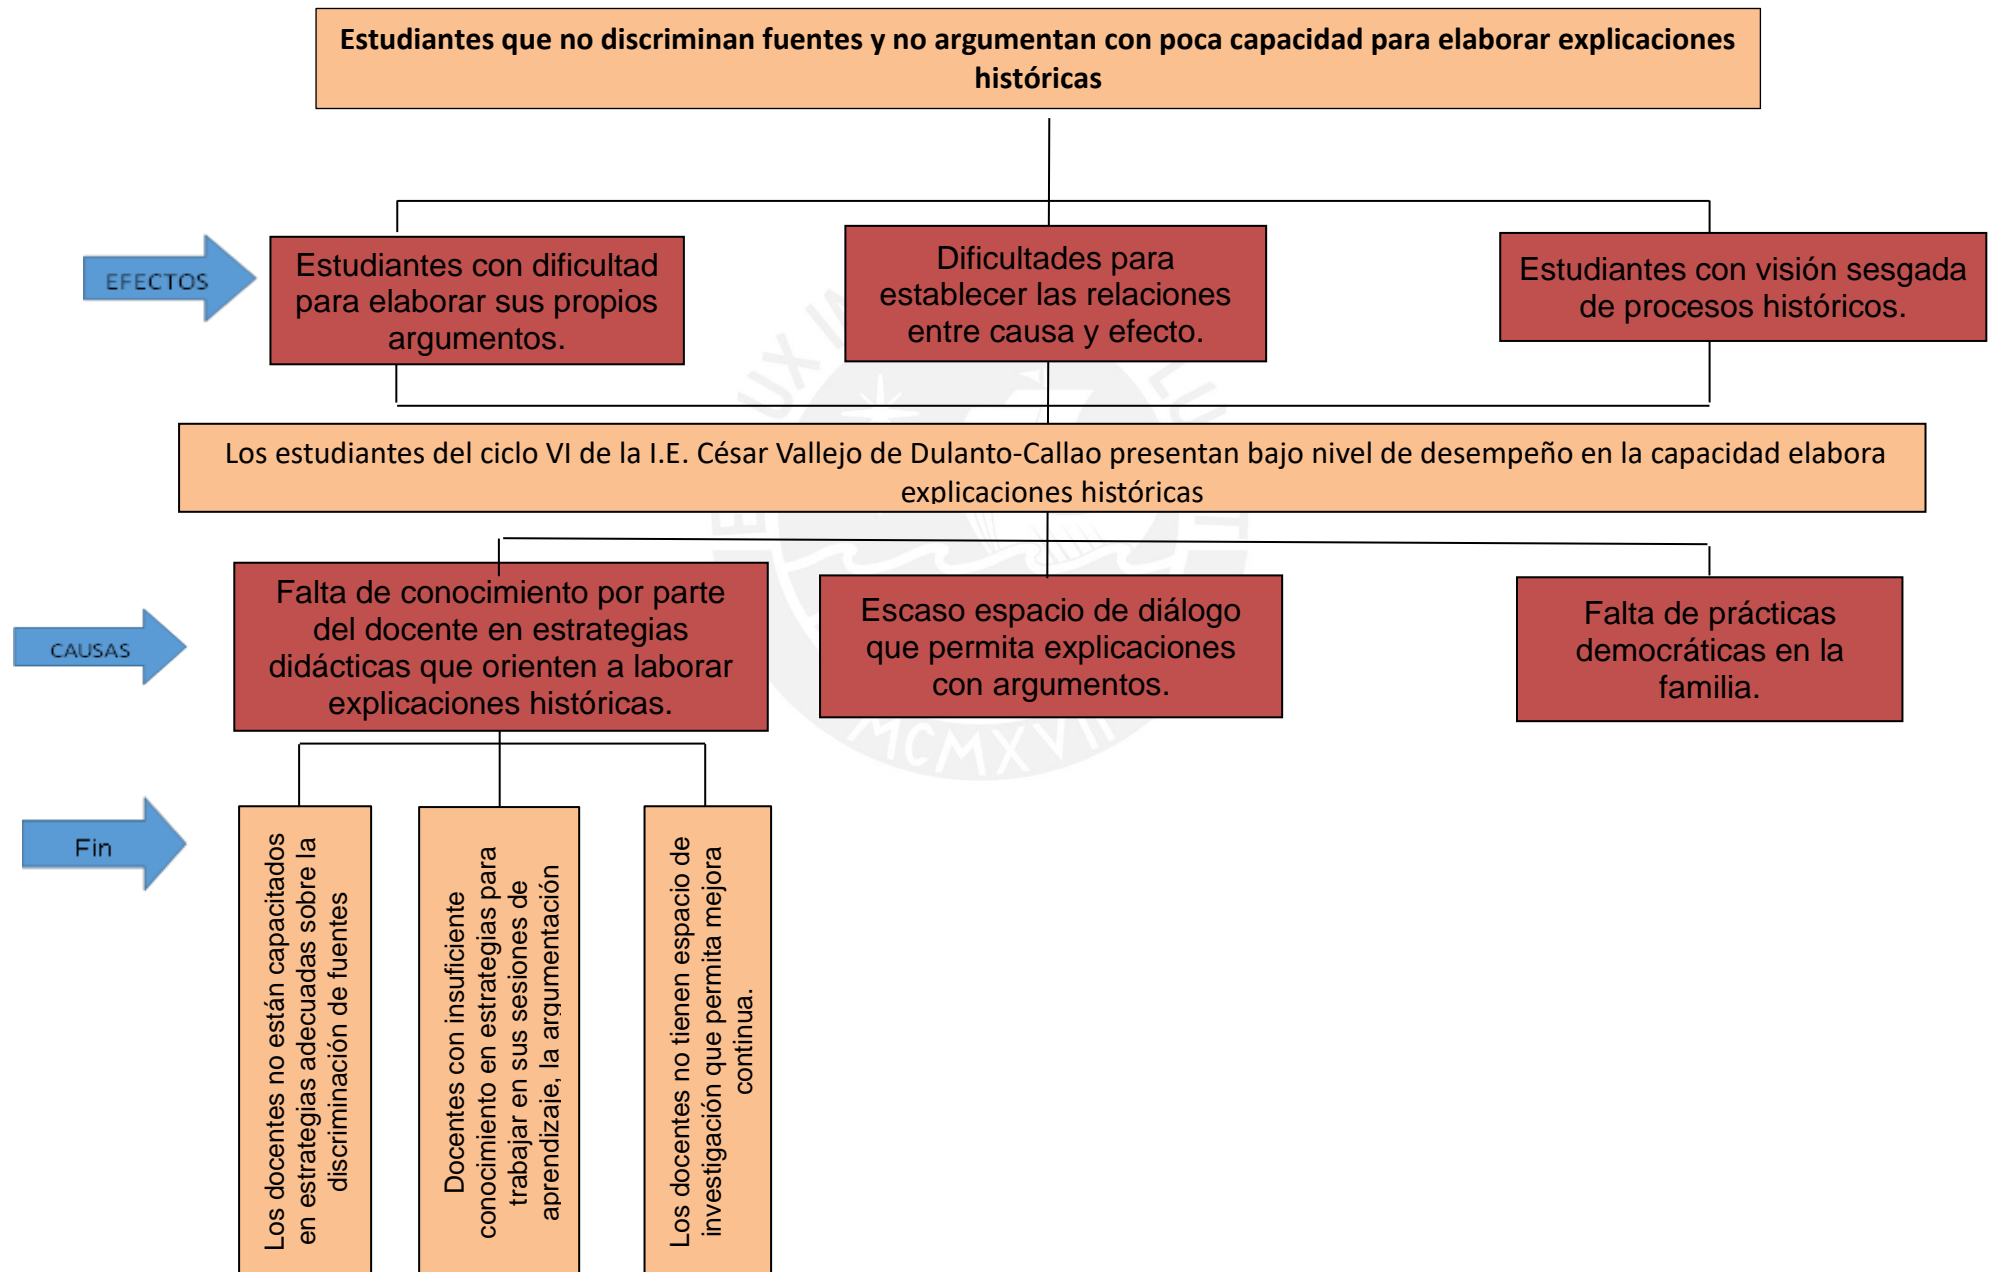 Estudiantes que no discriminan fuentes y no argumentan con poca capacidad para elaborar explicaciones
históricas
EFECTOS
Estudiantes con dificultad
para elaborar sus propios
argumentos.
Dificultades para
establecer las relaciones
entre causa y efecto.
Estudiantes con visión sesgada
de procesos históricos.
Los estudiantes del ciclo VI de la I.E. César Vallejo de Dulanto-Callao presentan bajo nivel de desempeño en la capacidad elabora
explicaciones históricas
CAUSAS
Falta de conocimiento por parte
del docente en estrategias
didácticas que orienten a laborar
explicaciones históricas.
Escaso espacio de diálogo
que permita explicaciones
con argumentos.
Falta de prácticas
democráticas en la
familia.
MCMXVII
Fin
Los docentes no están capacitados
en estrategias adecuadas sobre la
discriminación de fuentes
Docentes con insuficiente
conocimiento en estrategias para
trabajar en sus sesiones de
aprendizaje, la argumentación
Los docentes no tienen espacio de
investigación que permita mejora
continua.